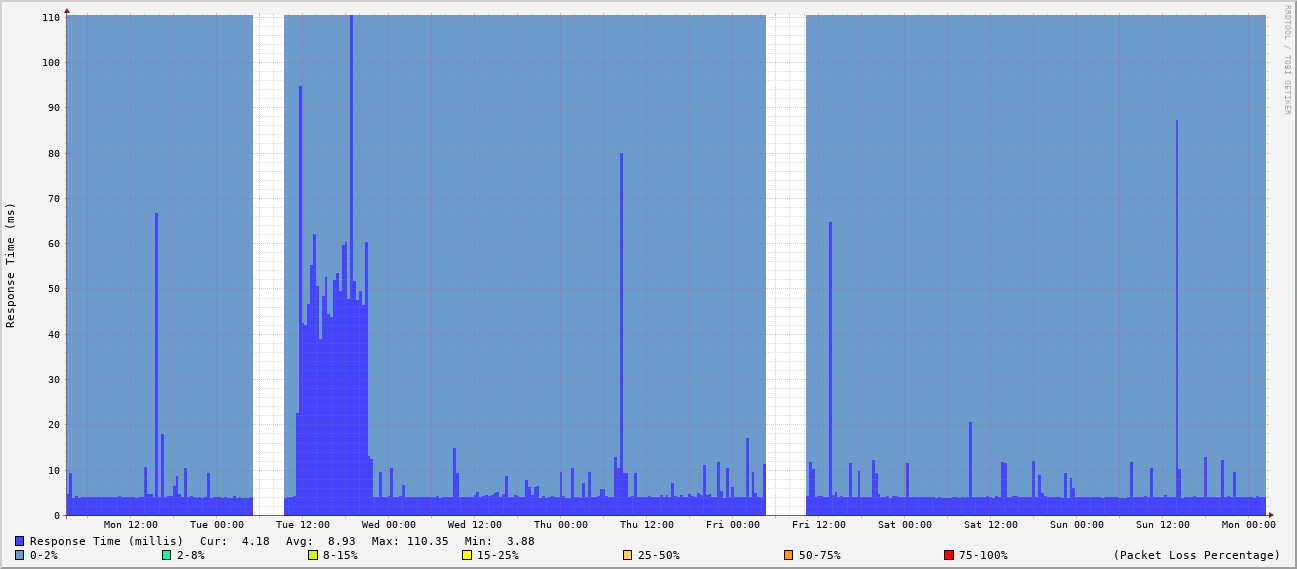 RRDTOOL / TOBI OETIKER
Response Time (ms)
110
100
90
80
70
60
50
40
30
20
10
0
Mon 12:00 Tue 00:00 Tue 12:00 Wed 00:00 Wed 12:00 Thu 00:00 Thu 12:00 Fri 00:00 Fri 12:00 Sat 00:00 Sat 12:00 Sun 00:00 Sun 12:00 Mon 00:00
Response Time (millis) Cur: 4.18 Avg: 8.93 Max: 110.35 Min: 3.88
0-2% 2-8% 8-15% 15-25% 25-50% 50-75% 75-100% (Packet Loss Percentage)